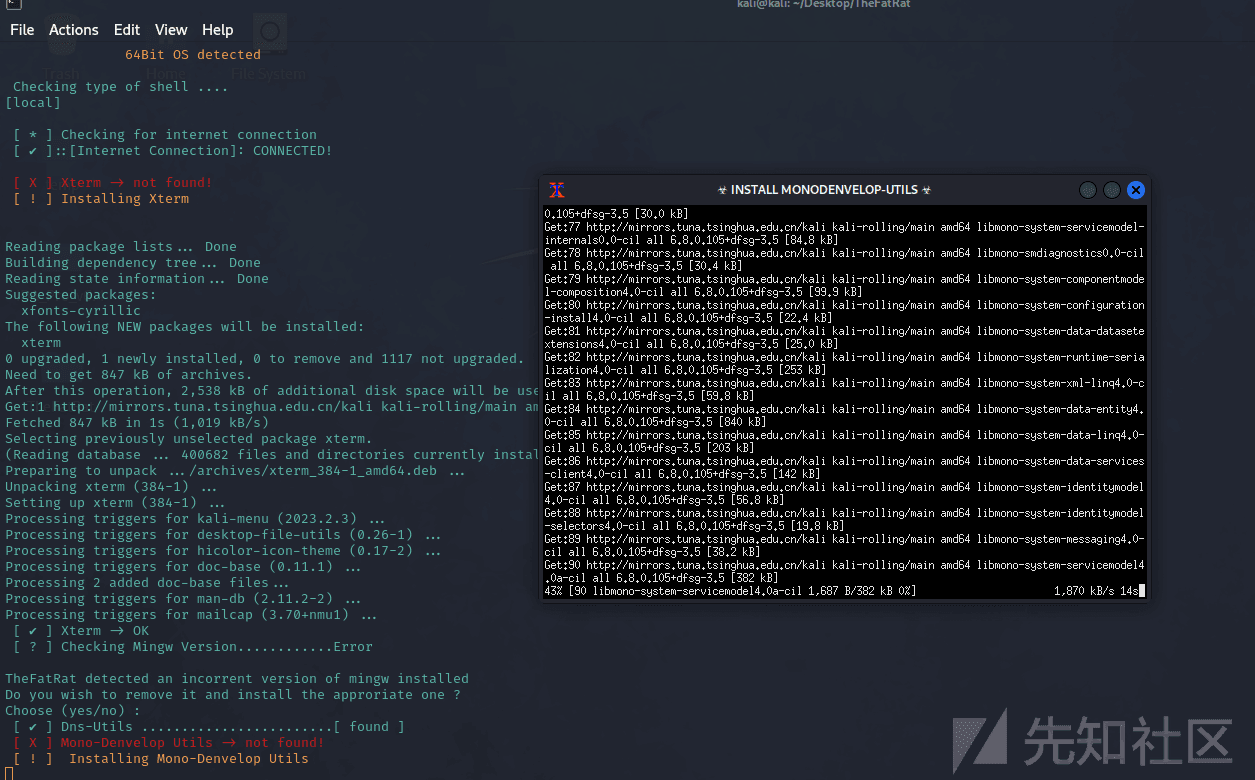 kali@kali: ~/Desktop/TheFatRat
File Actions Edit View Help
64Bit OS detected
Trash Home File System
Checking type of shell ....
[local]
[ * ] Checking for internet connection
[ ✔ ]::[Internet Connection]: CONNECTED!
[ X ] Xterm -> not found!
[ ! ] Installing Xterm
Reading package lists... Done
Building dependency tree... Done
Reading state information... Done
Suggested packages:
xfonts-cyrillic
The following NEW packages will be installed:
xterm
0 upgraded, 1 newly installed, 0 to remove and 1117 not upgraded.
Need to get 847 kB of archives.
After this operation, 2,538 kB of additional disk space will be use
Get:1 http://mirrors.tuna.tsinghua.edu.cn/kali kali-rolling/main am
Fetched 847 kB in 1s (1,019 kB/s)
Selecting previously unselected package xterm.
(Reading database ... 400682 files and directories currently instal
Preparing to unpack .../archives/xterm_384-1_amd64.deb ...
Unpacking xterm (384-1) ...
Setting up xterm (384-1) ...
Processing triggers for kali-menu (2023.2.3) ...
Processing triggers for desktop-file-utils (0.26-1) ...
Processing triggers for hicolor-icon-theme (0.17-2) ...
Processing triggers for doc-base (0.11.1) ...
Processing 2 added doc-base files...
Processing triggers for man-db (2.11.2-2) ...
Processing triggers for mailcap (3.70+nmu1) ...
[ ✔ ] Xterm -> OK
[ ? ] Checking Mingw Version............Error
TheFatRat detected an incorrent version of mingw installed
Do you wish to remove it and install the approriate one ?
Choose (yes/no) :
[ ✔ ] Dns-Utils ........................[ found ]
[ X ] Mono-Denvelop Utils -> not found!
[ ! ] Installing Mono-Denvelop Utils
☣ INSTALL MONODENVELOP-UTILS ☣
0.105+dfsg-3.5 [30.0 kB]
Get:77 http://mirrors.tuna.tsinghua.edu.cn/kali kali-rolling/main amd64 libmono-system-servicemodel-
internals0.0-cil all 6.8.0.105+dfsg-3.5 [84.8 kB]
Get:78 http://mirrors.tuna.tsinghua.edu.cn/kali kali-rolling/main amd64 libmono-smdiagnostics0.0-cil
all 6.8.0.105+dfsg-3.5 [30.4 kB]
Get:79 http://mirrors.tuna.tsinghua.edu.cn/kali kali-rolling/main amd64 libmono-system-componentmode
l-composition4.0-cil all 6.8.0.105+dfsg-3.5 [99.9 kB]
Get:80 http://mirrors.tuna.tsinghua.edu.cn/kali kali-rolling/main amd64 libmono-system-configuration
-install4.0-cil all 6.8.0.105+dfsg-3.5 [22.4 kB]
Get:81 http://mirrors.tuna.tsinghua.edu.cn/kali kali-rolling/main amd64 libmono-system-data-datasete
xtensions4.0-cil all 6.8.0.105+dfsg-3.5 [25.0 kB]
Get:82 http://mirrors.tuna.tsinghua.edu.cn/kali kali-rolling/main amd64 libmono-system-runtime-seria
lization4.0-cil all 6.8.0.105+dfsg-3.5 [253 kB]
Get:83 http://mirrors.tuna.tsinghua.edu.cn/kali kali-rolling/main amd64 libmono-system-xml-linq4.0-c
il all 6.8.0.105+dfsg-3.5 [59.8 kB]
Get:84 http://mirrors.tuna.tsinghua.edu.cn/kali kali-rolling/main amd64 libmono-system-data-entity4.
0-cil all 6.8.0.105+dfsg-3.5 [840 kB]
Get:85 http://mirrors.tuna.tsinghua.edu.cn/kali kali-rolling/main amd64 libmono-system-data-linq4.0-
cil all 6.8.0.105+dfsg-3.5 [203 kB]
Get:86 http://mirrors.tuna.tsinghua.edu.cn/kali kali-rolling/main amd64 libmono-system-data-services
-client4.0-cil all 6.8.0.105+dfsg-3.5 [142 kB]
Get:87 http://mirrors.tuna.tsinghua.edu.cn/kali kali-rolling/main amd64 libmono-system-identitymodel
4.0-cil all 6.8.0.105+dfsg-3.5 [56.8 kB]
Get:88 http://mirrors.tuna.tsinghua.edu.cn/kali kali-rolling/main amd64 libmono-system-identitymodel
-selectors4.0-cil all 6.8.0.105+dfsg-3.5 [19.8 kB]
Get:89 http://mirrors.tuna.tsinghua.edu.cn/kali kali-rolling/main amd64 libmono-system-messaging4.0-
cil all 6.8.0.105+dfsg-3.5 [38.2 kB]
Get:90 http://mirrors.tuna.tsinghua.edu.cn/kali kali-rolling/main amd64 libmono-system-servicemodel4
.0a-cil all 6.8.0.105+dfsg-3.5 [382 kB]
43% [90 libmono-system-servicemodel4.0a-cil 1,687 B/382 kB 0%] 1,870 kB/s 14s
先知社区